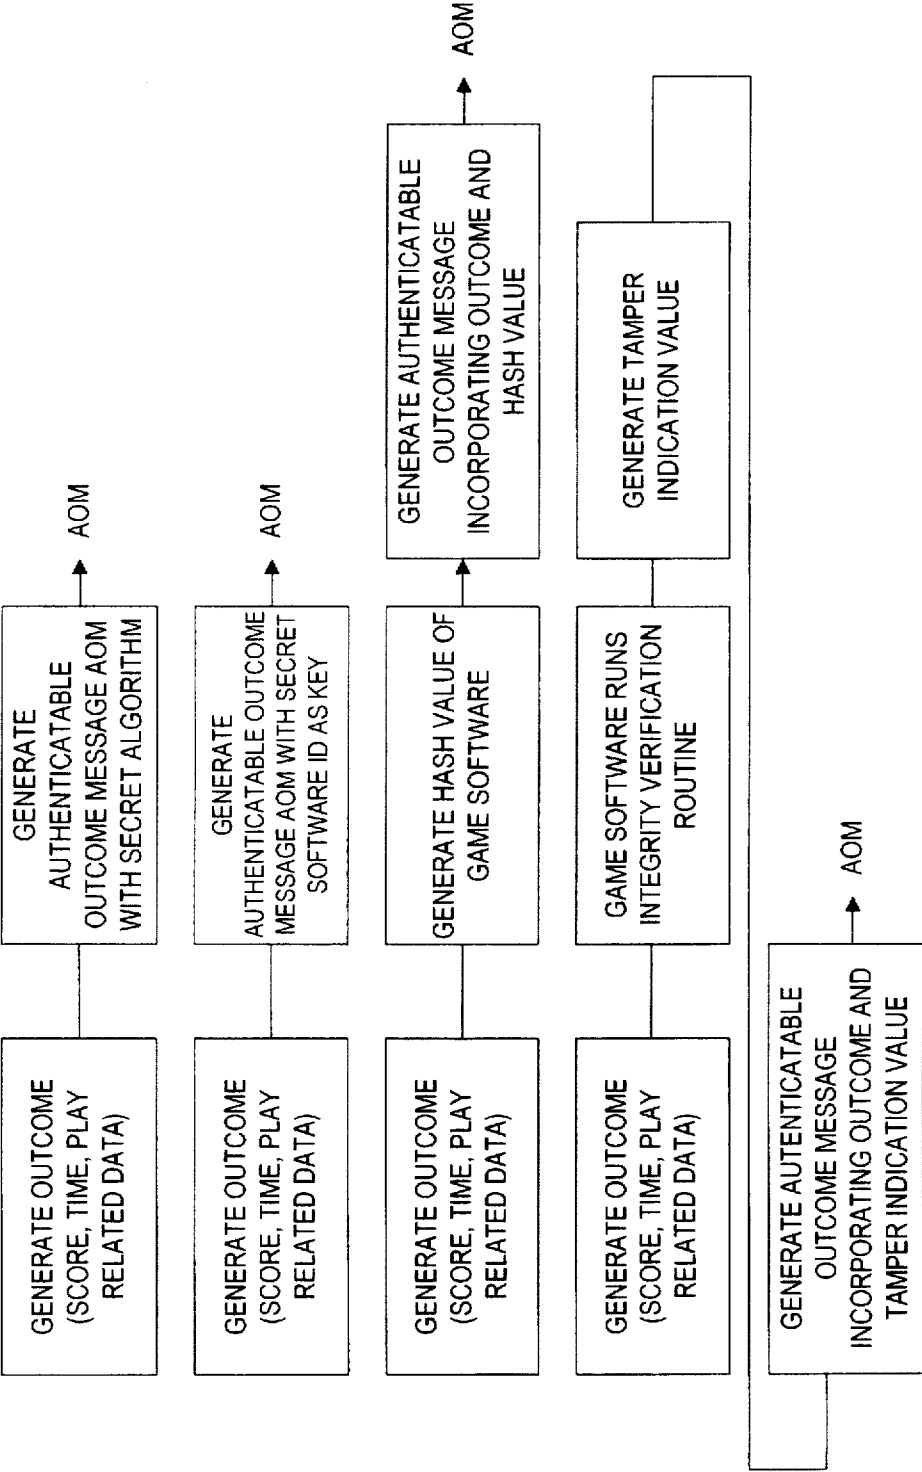 GENERATE OUTCOME
(SCORE, TIME, PLAY
RELATED DATA)
GENERATE
AUTHENTICATABLE
OUTCOME MESSAGE AOM
WITH SECRET ALGORITHM
AOM
GENERATE OUTCOME
(SCORE, TIME, PLAY
RELATED DATA)
GENERATE
AUTHENTICATABLE OUTCOME
MESSAGE AOM WITH SECRET
SOFTWARE ID AS KEY
AOM
GENERATE OUTCOME
(SCORE, TIME, PLAY
RELATED DATA)
GENERATE HASH VALUE OF
GAME SOFTWARE
GENERATE AUTHENTICATABLE
OUTCOME MESSAGE
INCORPORATING OUTCOME AND
HASH VALUE
AOM
GENERATE OUTCOME
(SCORE, TIME, PLAY
RELATED DATA)
GAME SOFTWARE RUNS
INTEGRITY VERIFICATION
ROUTINE
GENERATE TAMPER
INDICATION VALUE
GENERATE AUTENTICATABLE
OUTCOME MESSAGE
INCORPORATING OUTCOME AND
TAMPER INDICATION VALUE
AOM